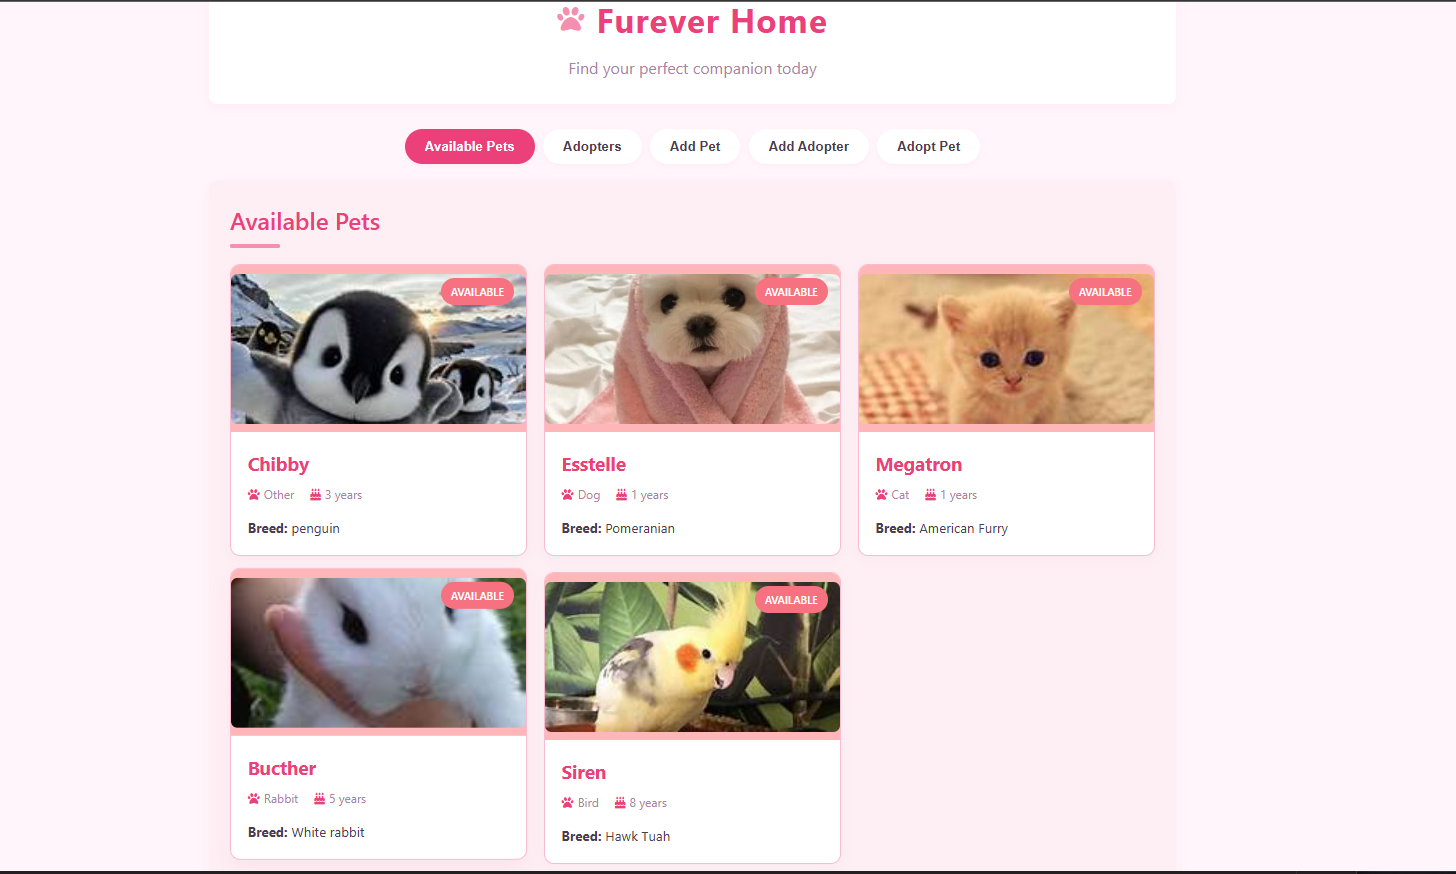 Furever Home
Find your perfect companion today
Available Pets
Adopters
Add Pet
Add Adopter
Adopt Pet
Available Pets
AVAILABLE
Chibby
Other 3 years
Breed: penguin
AVAILABLE
Esstelle
Dog 1 years
Breed: Pomeranian
AVAILABLE
Megatron
Cat 1 years
Breed: American Furry
AVAILABLE
Bucther
Rabbit 5 years
Breed: White rabbit
AVAILABLE
Siren
Bird 8 years
Breed: Hawk Tuah